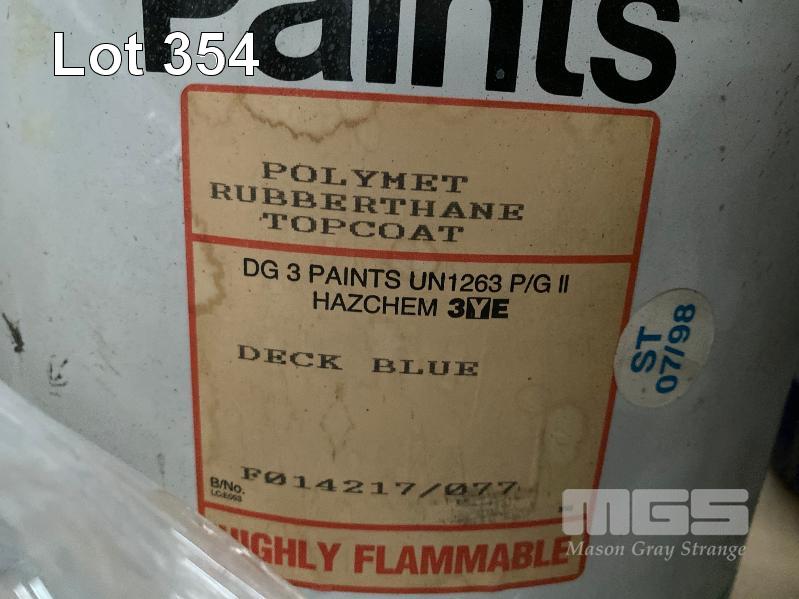 Paints
Lot 354
POLYMET
RUBBERTHANE
TOPCOAT
DG 3 PAINTS UN1263 P/G II
HAZCHEM 3YE
ST
07/98
DECK BLUE
B/No.
F014217/077
HIGHLY FLAMMABLE
MGS
Mason Gray Strange